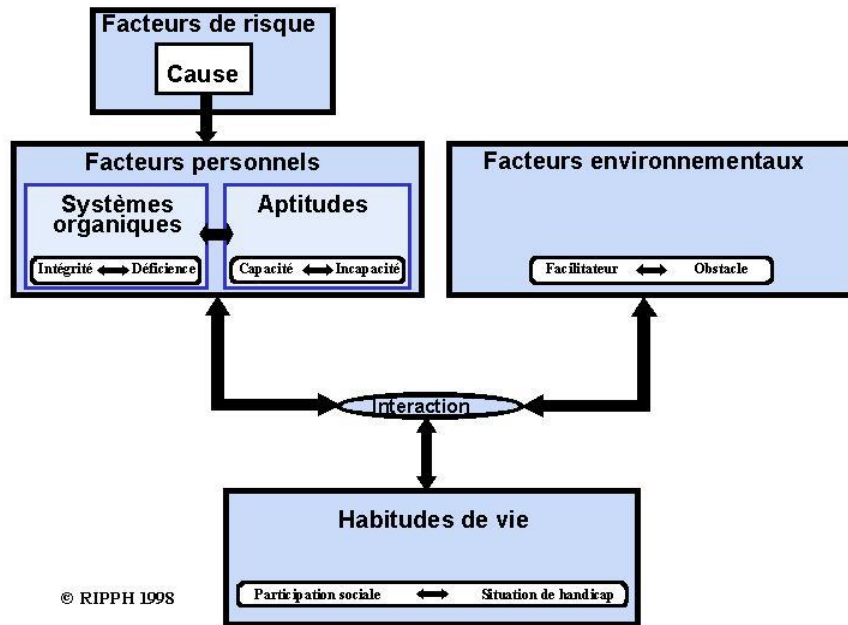 Facteurs de risque
Cause
Facteurs personnels
Systèmes
organiques
Intégrité Déficience
Aptitudes
Capacité Incapacité
Facteurs environnementaux
Facilitateur Obstacle
Interaction
Habitudes de vie
Participation sociale Situation de handicap
© RIPPH 1998